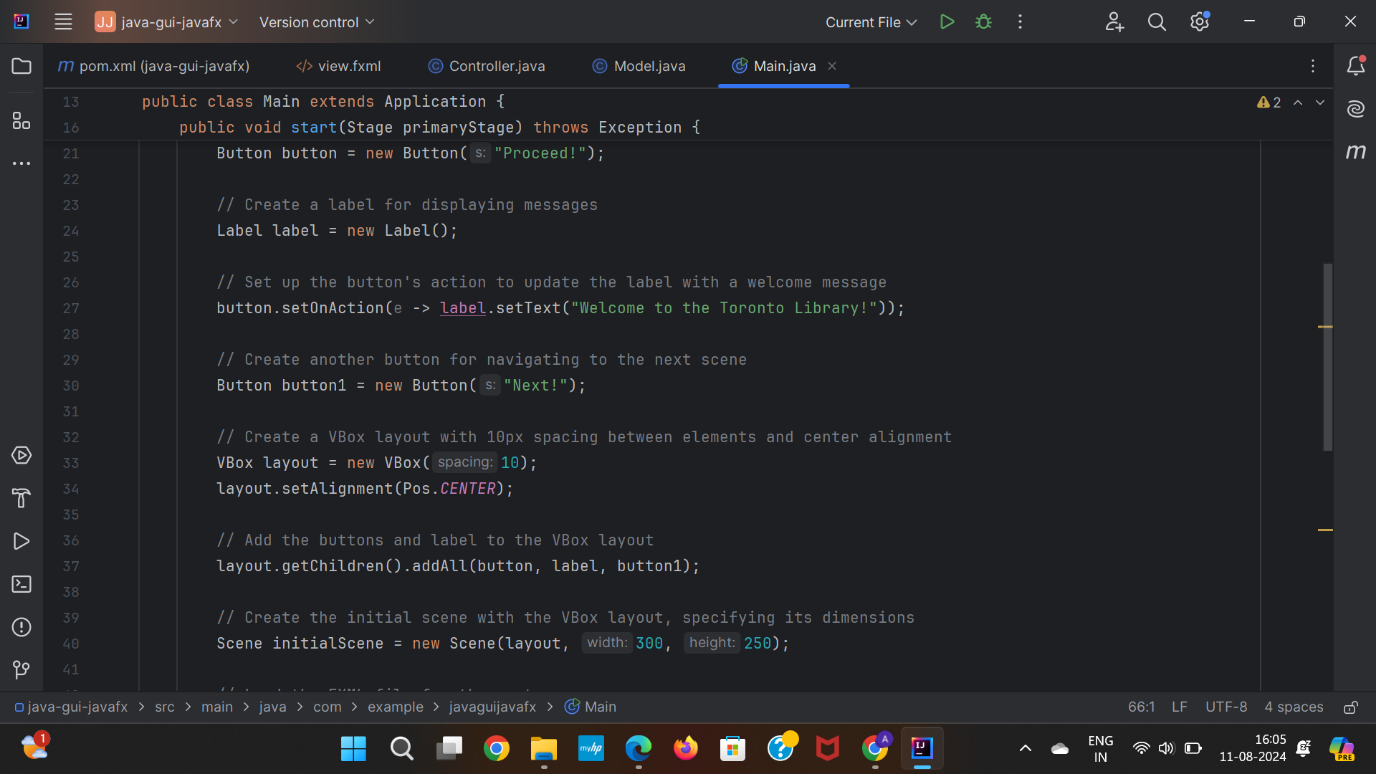 JJ java-gui-javafx Version control Current File
m pom.xml (java-gui-javafx) </> view.fxml © Controller.java © Model.java Main.java
13 public class Main extends Application {
2
16 public void start(Stage primaryStage) throws Exception {
21 Button button = new Button( s: "Proceed!");
22
23 // Create a label for displaying messages
24 Label label = new Label();
25
26 // Set up the button's action to update the label with a welcome message
27 button.setOnAction(e -> label.setText("Welcome to the Toronto Library!"));
28
29 // Create another button for navigating to the next scene
30 Button button1 = new Button( s: "Next!");
31
32 // Create a VBox layout with 10px spacing between elements and center alignment
33 VBox layout = new VBox( spacing: 10);
34 layout.setAlignment(Pos.CENTER);
35
36 // Add the buttons and label to the VBox layout
37 layout.getChildren().addAll(button, label, button1);
38
39 // Create the initial scene with the VBox layout, specifying its dimensions
40 Scene initialScene = new Scene(layout, width: 300, height: 250);
41
java-gui-javafx > src > main > java > com > example > javaguijavafx > Main 66:1 LF UTF-8 4 spaces
1 myhp A IJ ENG IN 16:05 11-08-2024 PRE